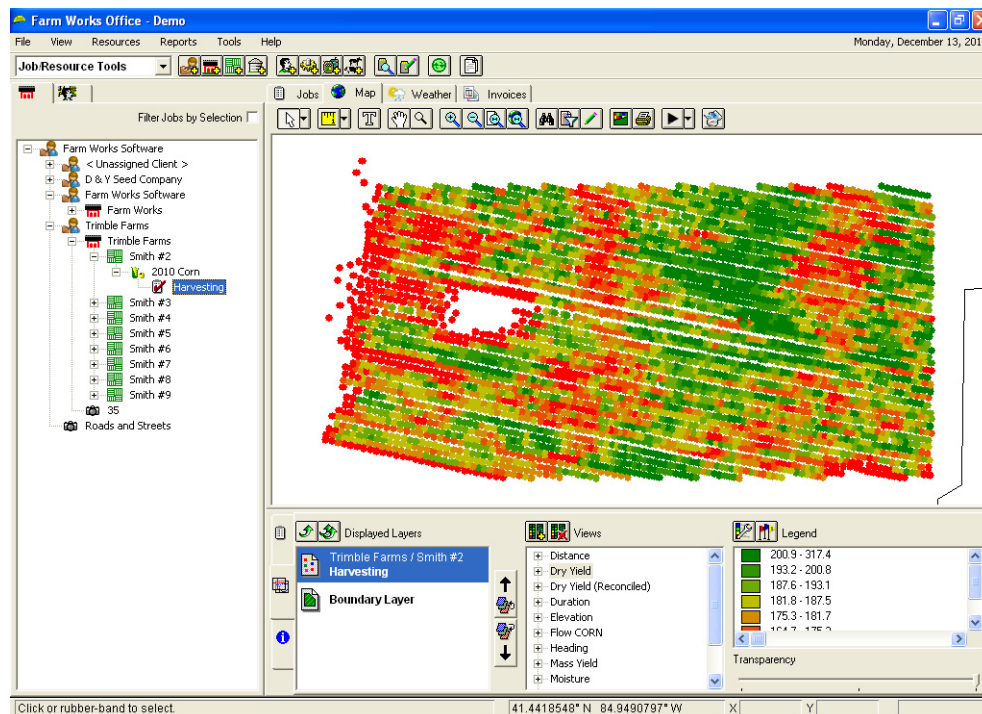 Farm Works Office - Demo
File View Resources Reports Tools Help
Monday, December 13, 201
Job/Resource Tools
Jobs Map Weather Invoices
Filter Jobs by Selection
T
Farm Works Software
< Unassigned Client >
D & Y Seed Company
Farm Works Software
Farm Works
Trimble Farms
Trimble Farms
Smith #2
2010 Corn
Harvesting
Smith #3
Smith #4
Smith #5
Smith #6
Smith #7
Smith #8
Smith #9
35
Roads and Streets
Displayed Layers
Trimble Farms / Smith #2
Harvesting
Boundary Layer
Views
Distance
Dry Yield
Dry Yield (Reconciled)
Duration
Elevation
Flow CORN
Heading
Mass Yield
Moisture
Legend
200.9 - 317.4
193.2 - 200.8
187.6 - 193.1
181.8 - 187.5
175.3 - 181.7
Transparency
Click or rubber-band to select.
41.4418548° N 84.9490797° W
X
Y